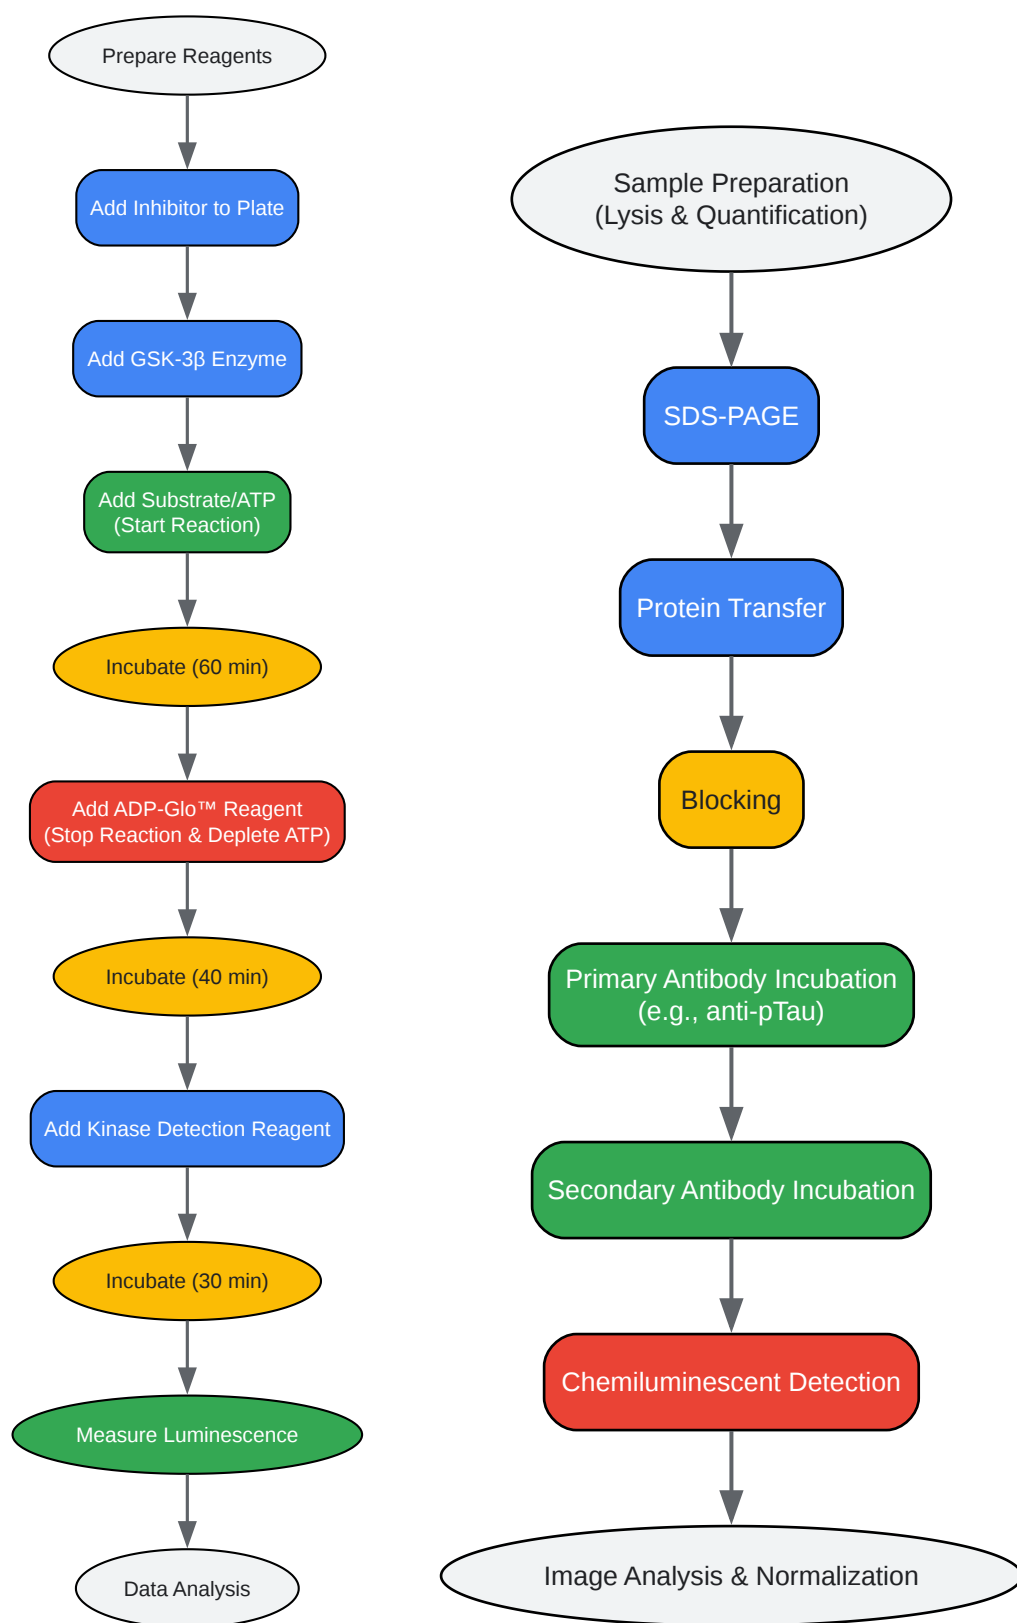 Prepare Reagents
Add Inhibitor to Plate
Add GSK-3β Enzyme
Add Substrate/ATP
(Start Reaction)
Incubate (60 min)
Add ADP-Glo™ Reagent
(Stop Reaction & Deplete ATP)
Incubate (40 min)
Add Kinase Detection Reagent
Incubate (30 min)
Measure Luminescence
Data Analysis
Sample Preparation
(Lysis & Quantification)
SDS-PAGE
Protein Transfer
Blocking
Primary Antibody Incubation
(e.g., anti-pTau)
Secondary Antibody Incubation
Chemiluminescent Detection
Image Analysis & Normalization